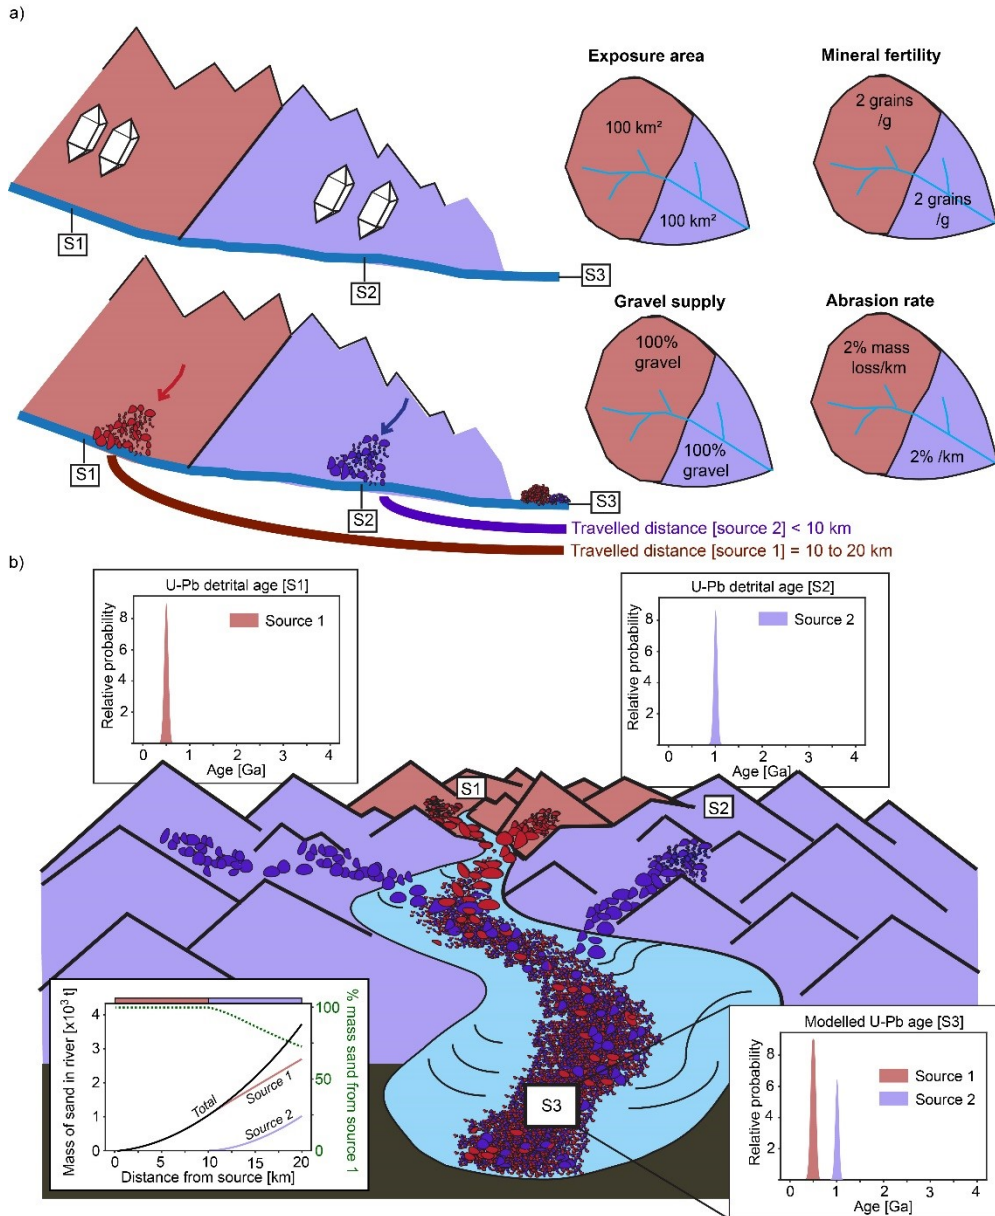 a)
Exposure area
Mineral fertility
100 km²
100 km²
2 grains
/g
2 grains
/g
S1
S2
S3
Gravel supply
Abrasion rate
100%
gravel
100%
gravel
2% mass
loss/km
2% /km
S1
S2
S3
Travelled distance [source 2] < 10 km
Travelled distance [source 1] = 10 to 20 km
b)
U-Pb detrital age [S1]
Relative probability
8
6
4
2
Source 1
0 1 2 3 4
Age [Ga]
U-Pb detrital age [S2]
Relative probability
8
6
4
2
Source 2
0 1 2 3 4
Age [Ga]
S1
S2
S3
Mass of sand in river [x10³ t]
4
3
2
1
0
Total
Source 1
Source 2
100
50
0
% mass sand from source 1
0 5 10 15 20
Distance from source [km]
Modelled U-Pb age [S3]
Relative probability
8
6
4
2
Source 1
Source 2
0 1 2 3 4
Age [Ga]